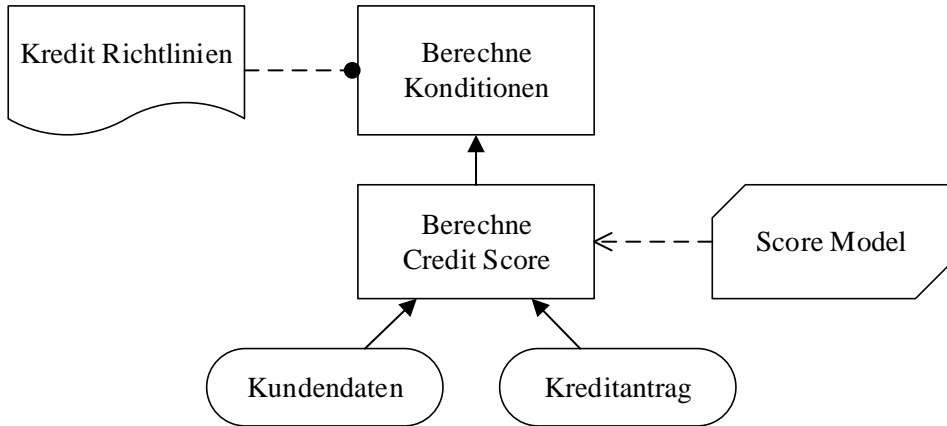 Kredit Richtlinien
Berechne
Konditionen
Berechne
Credit Score
Score Model
Kundendaten
Kreditantrag